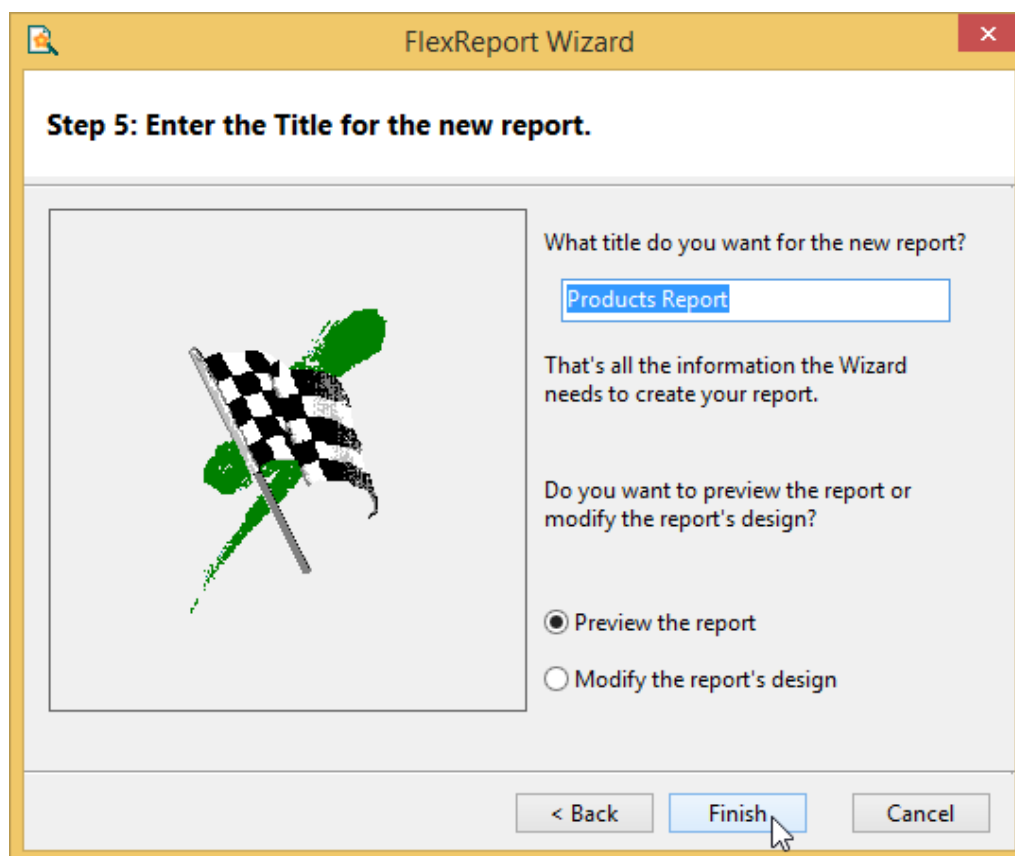 FlexReport Wizard
Step 5: Enter the Title for the new report.
What title do you want for the new report?
Products Report
That's all the information the Wizard
needs to create your report.
Do you want to preview the report or
modify the report's design?
Preview the report
Modify the report's design
< Back
Finish
Cancel